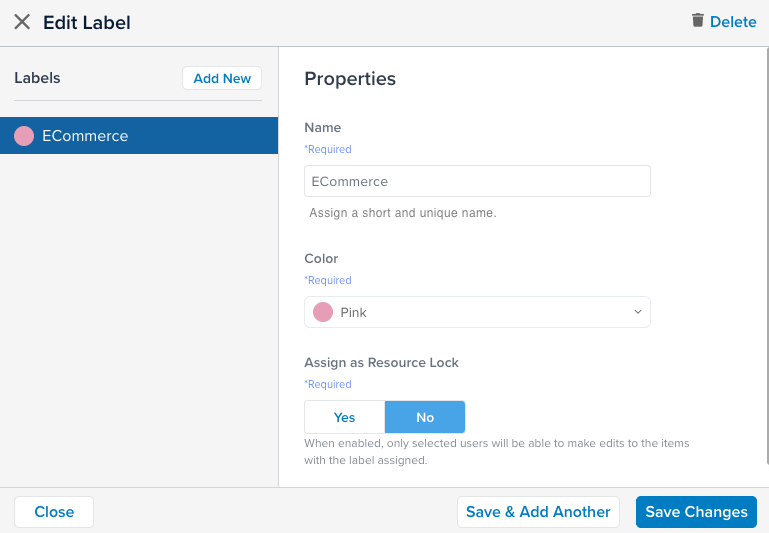 Edit Label
Delete
Labels
Add New
ECommerce
Properties
Name
*Required
ECommerce
Assign a short and unique name.
Color
*Required
Pink
Assign as Resource Lock
*Required
Yes
No
When enabled, only selected users will be able to make edits to the items
with the label assigned.
Close
Save & Add Another
Save Changes